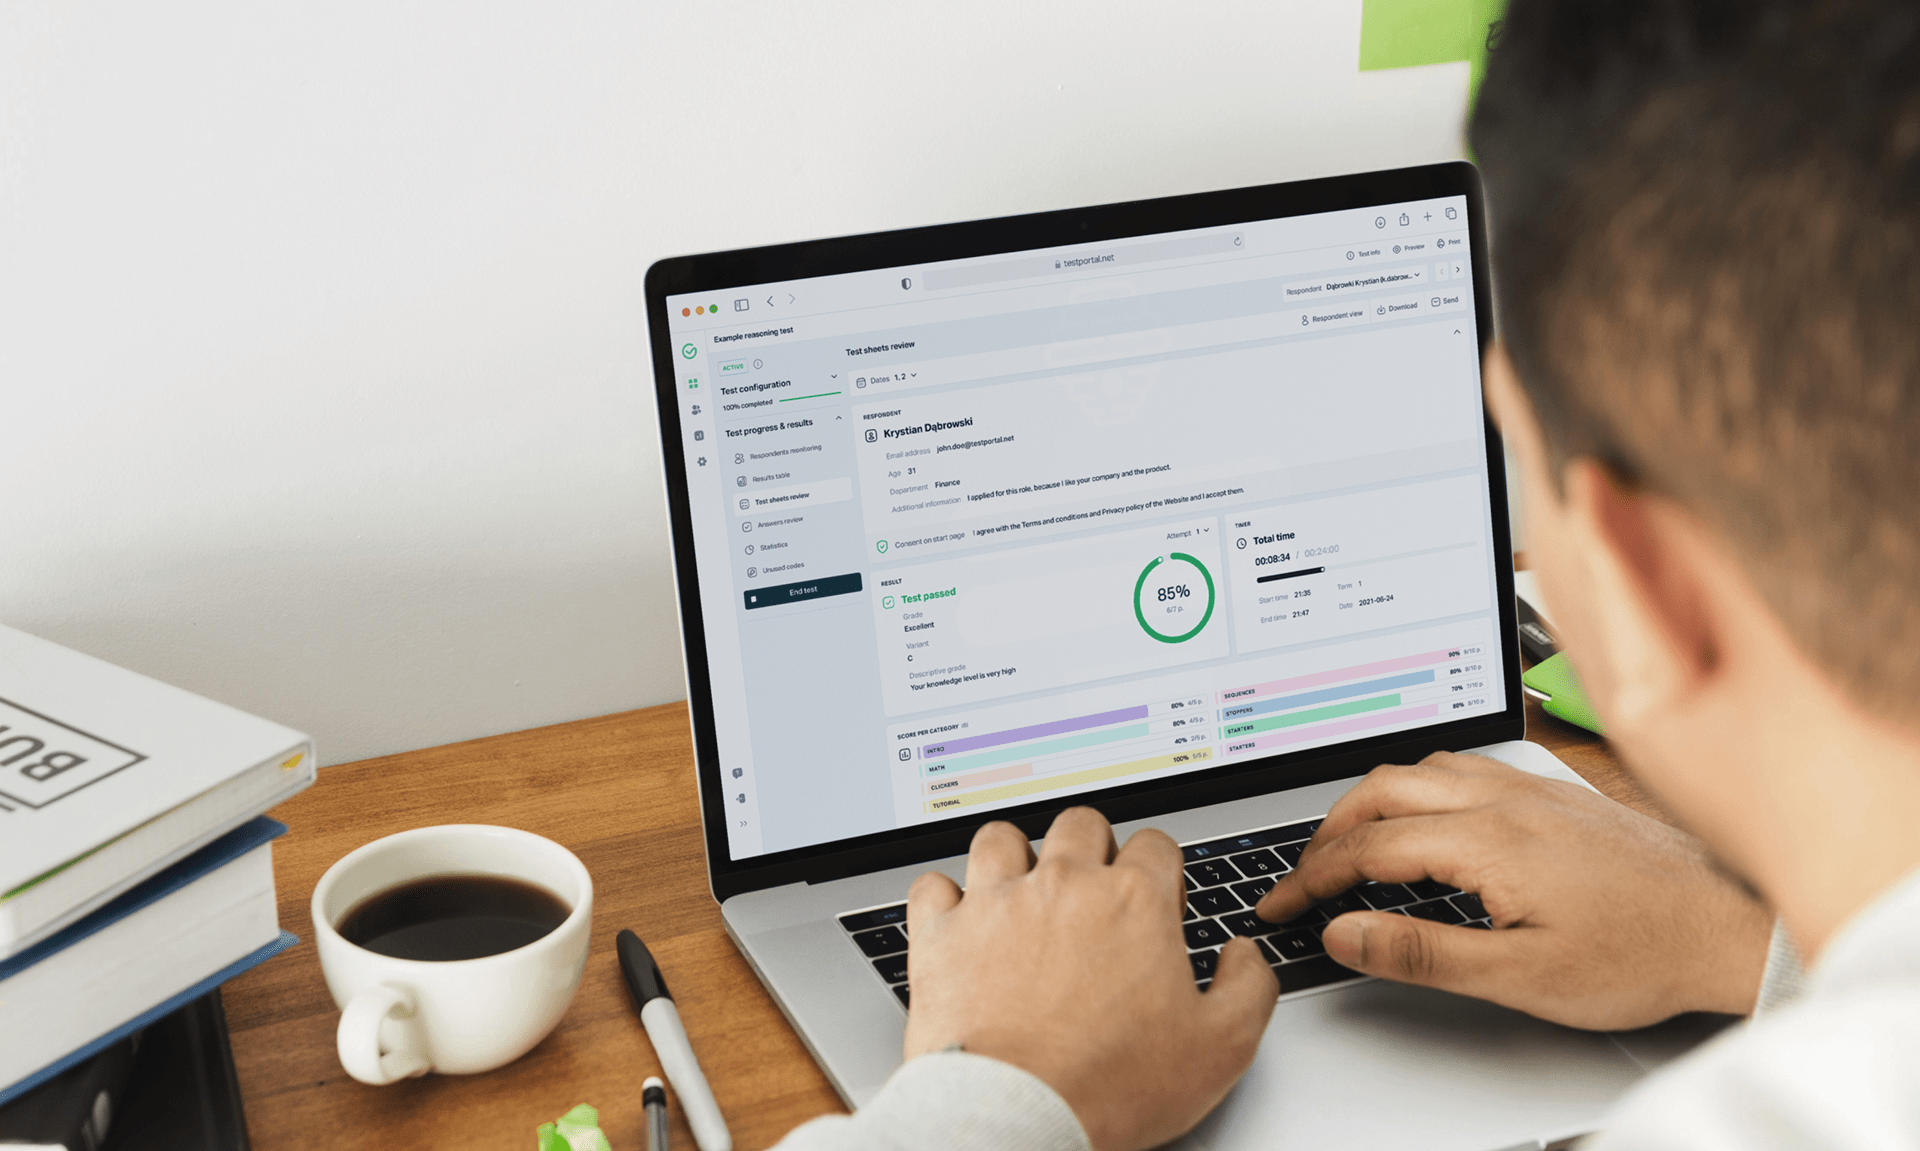 testportal.net
Test info
Preview
Print
Example reasoning test
Respondent Dąbrowki Krystian (k.dabrow...
ACTIVE
Test sheets review
Respondent view
Download
Send
Test configuration
100% completed
Dates 1, 2
Test progress & results
Respondents monitoring
Results table
Test sheets review
Answers review
Statistics
Unused codes
End test
RESPONDENT
Krystian Dąbrowski
Email address john.doe@testportal.net
Age 31
Department Finance
Additional information I applied for this role, because I like your company and the product.
Consent on start page I agree with the Terms and conditions and Privacy policy of the Website and I accept them.
RESULT
Attempt 1
Test passed
Grade
Excellent
Variant
C
Descriptive grade
Your knowledge level is very high
85%
6/7 p.
TIMER
Total time
00:08:34 / 00:24:00
Start time 21:35
Term 1
End time 21:47
Date 2021-06-24
SCORE PER CATEGORY (8)
INTRO 80% 4/5 p.
MATH 80% 4/5 p.
CLICKERS 40% 2/5 p.
TUTORIAL 100% 5/5 p.
SEQUENCES 90% 9/10 p.
STOPPERS 80% 8/10 p.
STARTERS 70% 7/10 p.
STARTERS 80% 8/10 p.
BU
esc
&
7
8
Y
U
G
H
K
L
V
N